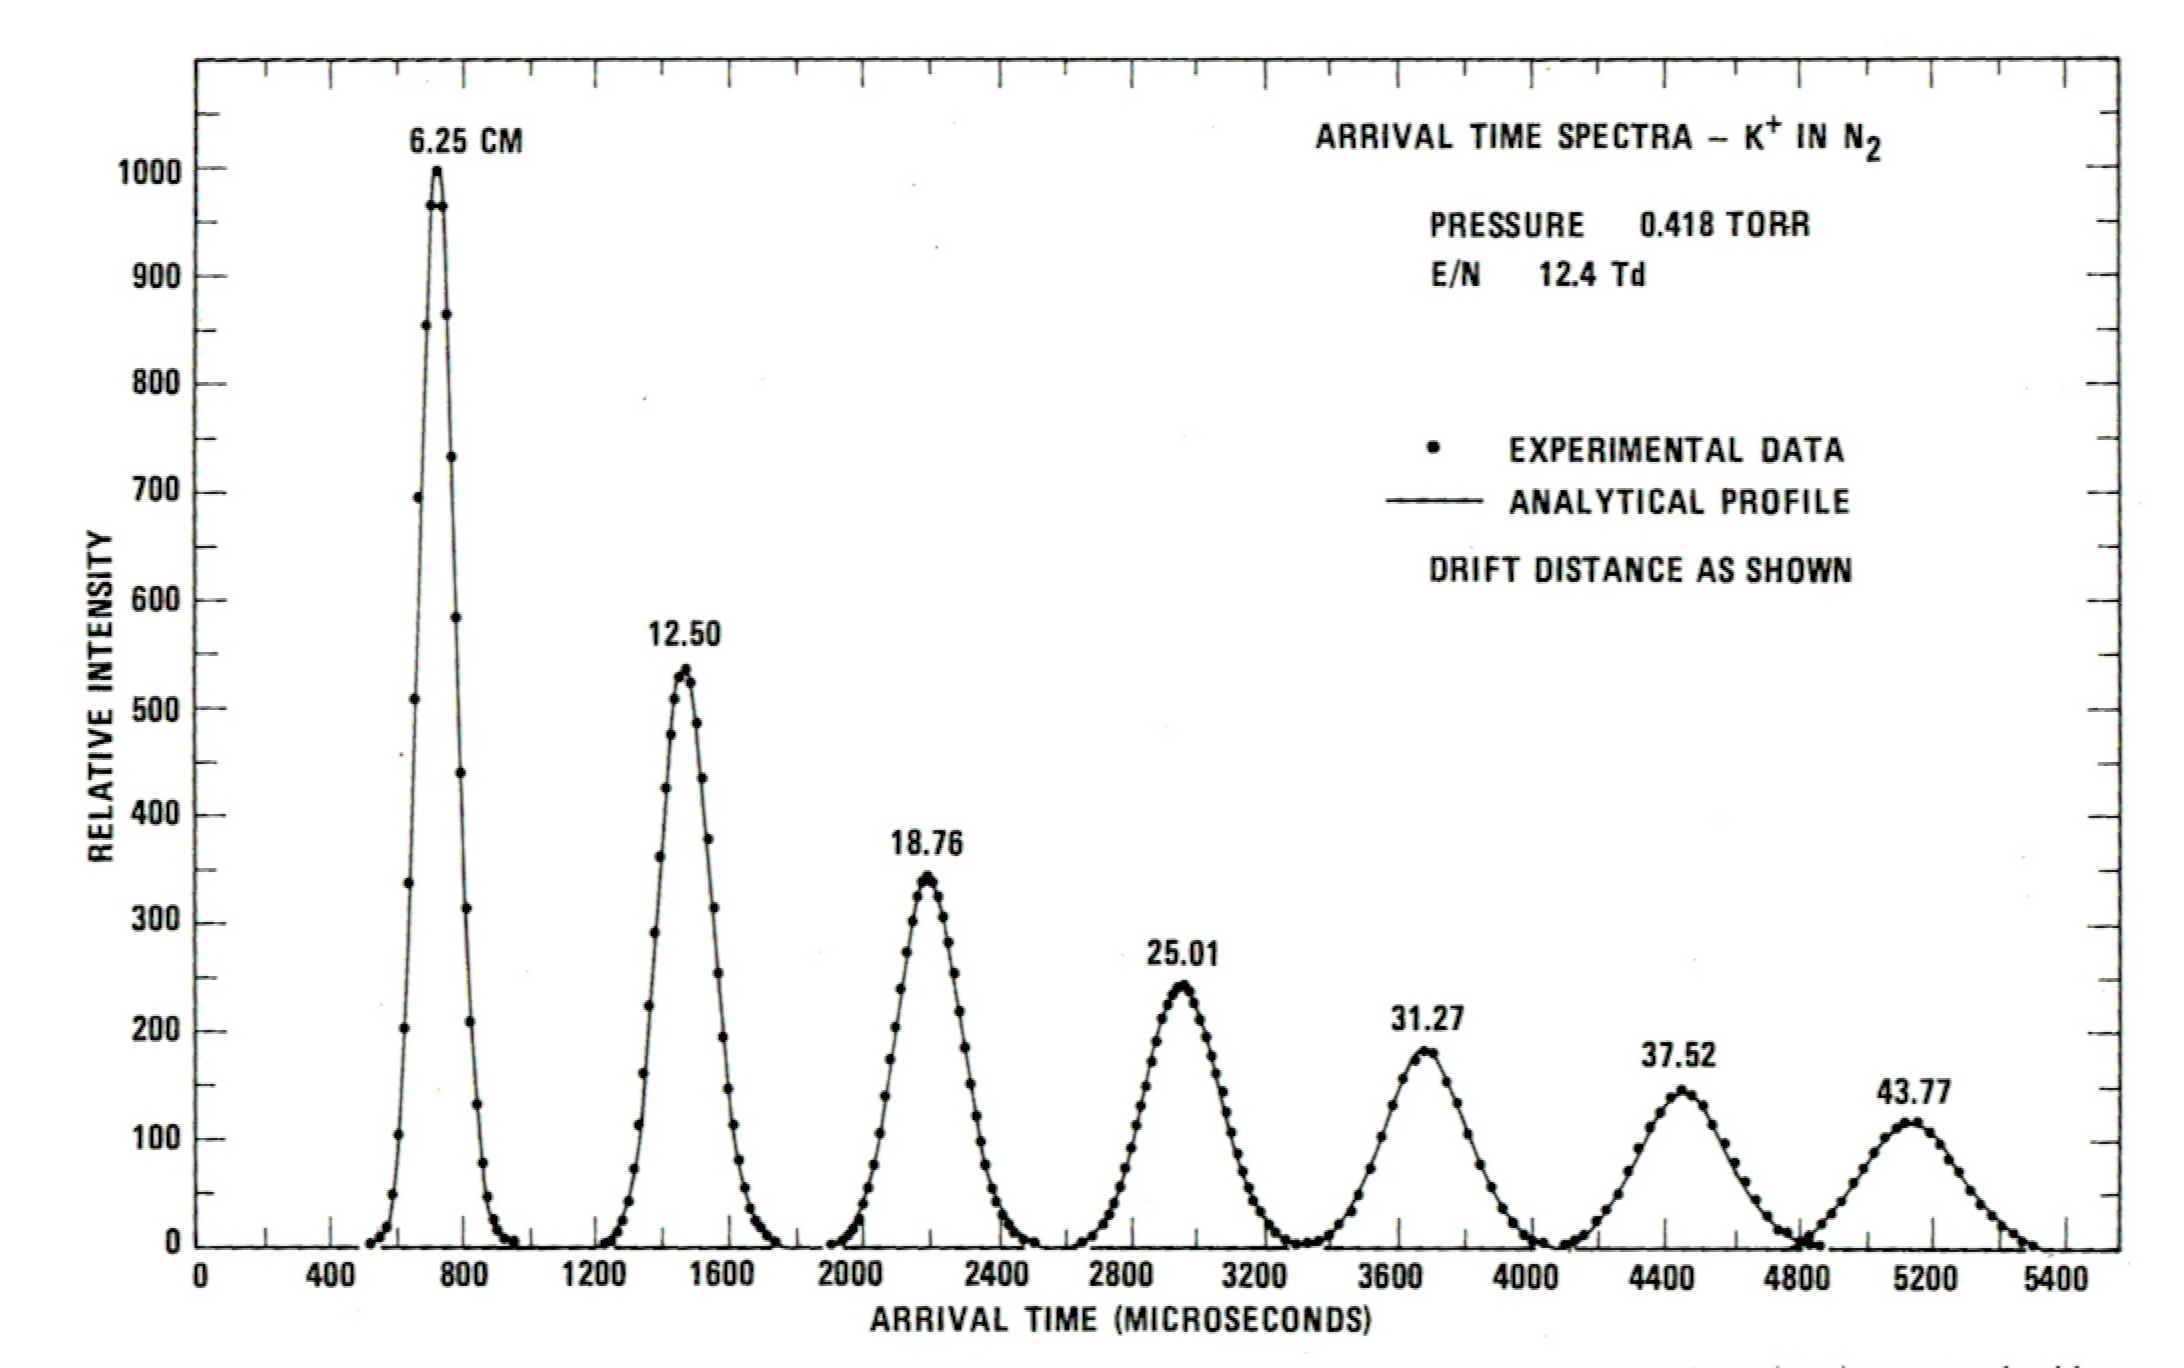 6.25 CM
ARRIVAL TIME SPECTRA – K+ IN N2
PRESSURE 0.418 TORR
E/N 12.4 Td
EXPERIMENTAL DATA
ANALYTICAL PROFILE
DRIFT DISTANCE AS SHOWN
12.50
18.76
25.01
31.27
37.52
43.77
RELATIVE INTENSITY
1000
900
800
700
600
500
400
300
200
100
0
0 400 800 1200 1600 2000 2400 2800 3200 3600 4000 4400 4800 5200 5400
ARRIVAL TIME (MICROSECONDS)